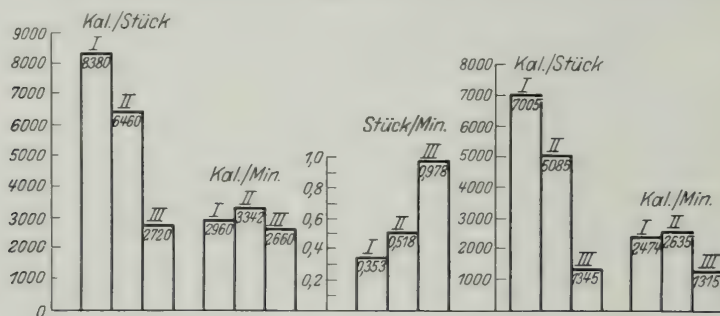 Kal./Stück
9000
8000
7000
6000
5000
4000
3000
2000
1000
0
I
8380
II
6460
III
2720
Kal./Min.
I
2960
II
3342
III
2660
Stück/Min.
1,0
0,8
0,6
0,4
0,2
I
0,353
II
0,518
III
0,978
Kal./Stück
8000
7000
6000
5000
4000
3000
2000
1000
I
7005
II
5085
III
1345
Kal./Min.
I
2474
II
2635
III
1315